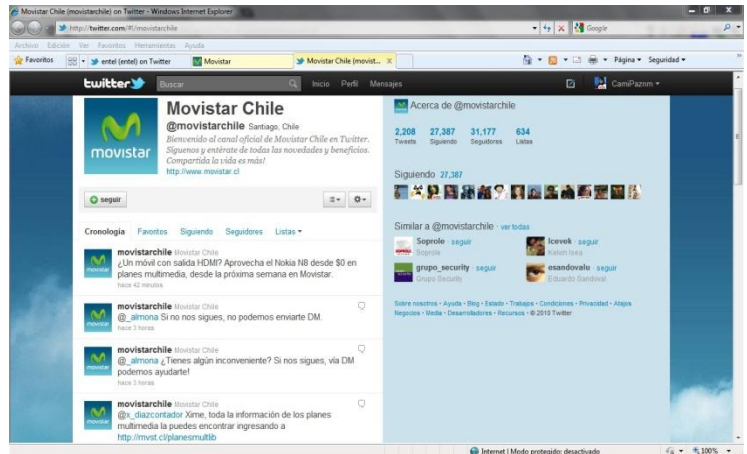 Movistar Chile (movistarchile) on Twitter - Windows Internet Explorer
http://twitter.com/#!/movistarchile
Google
Archivo Edición Ver Favoritos Herramientas Ayuda
Favoritos
entel (entel) on Twitter
Movistar
Movistar Chile (movist...
Página
Seguridad
twitter
Buscar
Inicio Perfil Mensajes
CamiPaznm
movistar
Movistar Chile
@movistarchile Santiago, Chile
Bienvenido al canal oficial de Movistar Chile en Twitter.
Síguenos y entérate de todas las novedades y beneficios.
Compartida la vida es más!
http://www.movistar.cl
seguir
Cronología Favoritos Siguiendo Seguidores Listas
movistarchile Movistar Chile
¿Un móvil con salida HDMI? Aprovecha el Nokia N8 desde $0 en
planes multimedia, desde la próxima semana en Movistar.
hace 42 minutos
movistarchile Movistar Chile
@_almona Si no nos sigues, no podemos enviarte DM.
hace 3 horas
movistarchile Movistar Chile
@_almona ¿Tienes algún inconveniente? Si nos sigues, vía DM
podemos ayudarte!
hace 3 horas
movistarchile Movistar Chile
@x_diazcontador Xime, toda la información de los planes
multimedia la puedes encontrar ingresando a
http://mvst.cl/planesmultlib
Acerca de @movistarchile
2,208 27,387 31,177 634
Tweets Siguiendo Seguidores Listas
Siguiendo 27,387
Similar a @movistarchile · ver todas
Soprole · seguir
Soprole
Icevek · seguir
grupo_security · seguir
Grupo Security
esandovalu · seguir
Eduardo Sandoval
Sobre nosotros · Ayuda · Blog · Estado · Trabajos · Condiciones · Privacidad · Atajos
Negocios · Media · Desarrolladores · Recursos · © 2010 Twitter
Internet | Modo protegido: desactivado
100%